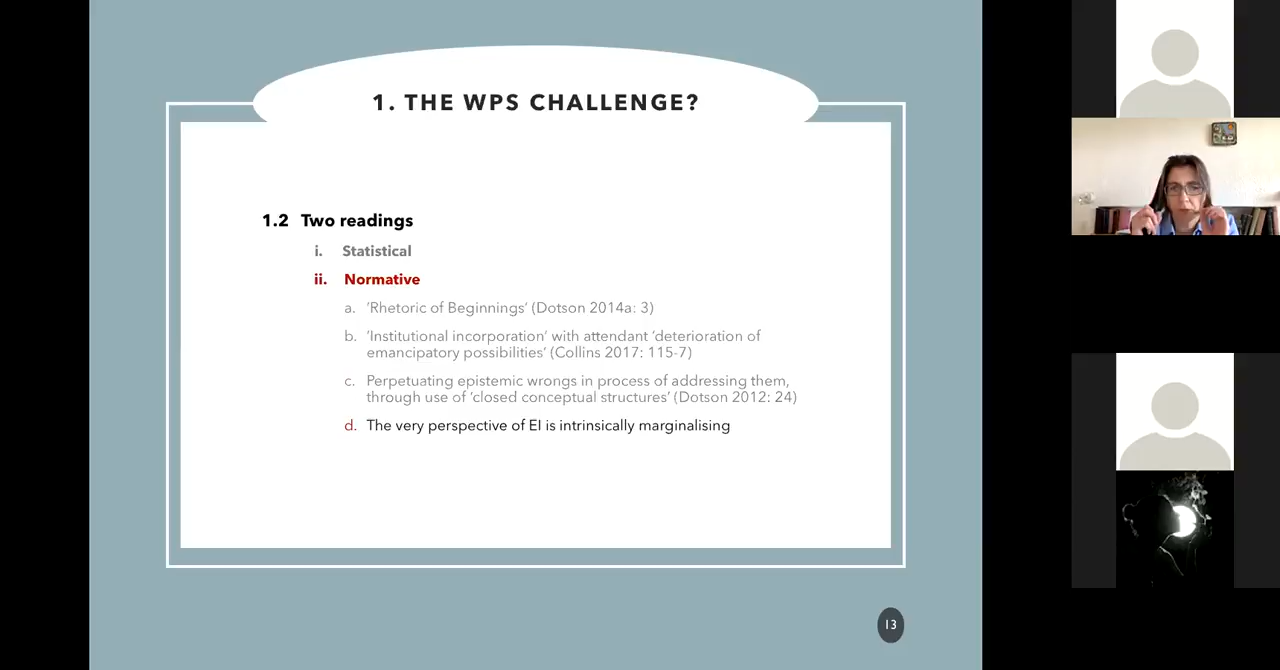 1. THE WPS CHALLENGE?
1.2 Two readings
i. Statistical
ii. Normative
a. ‘Rhetoric of Beginnings’ (Dotson 2014a: 3)
b. ‘Institutional incorporation’ with attendant ‘deterioration of
emancipatory possibilities’ (Collins 2017: 115-7)
c. Perpetuating epistemic wrongs in process of addressing them,
through use of ‘closed conceptual structures’ (Dotson 2012: 24)
d. The very perspective of EI is intrinsically marginalising
13